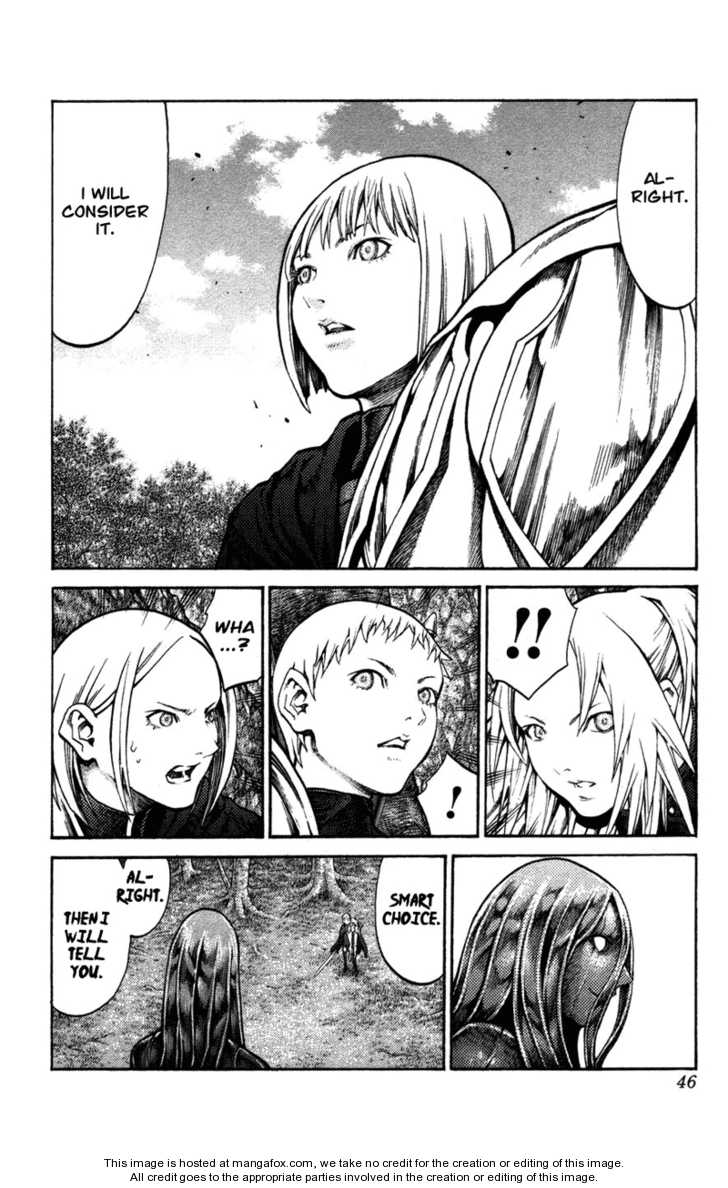 AL-
RIGHT.
I WILL
CONSIDER
IT.
WHA
...?
!
!!
SMART
CHOICE.
AL-
RIGHT.
THEN I
WILL
TELL
YOU.
46
This image is hosted at mangafox.com, we take no credit for the creation or editing of this image.
All credit goes to the appropriate parties involved in the creation or editing of this image.